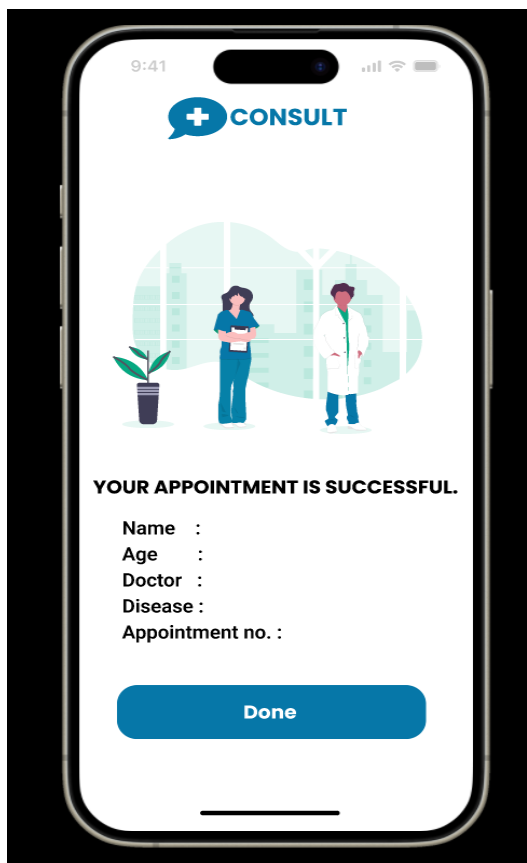 9:41
CONSULT
YOUR APPOINTMENT IS SUCCESSFUL.
Name :
Age :
Doctor :
Disease :
Appointment no. :
Done